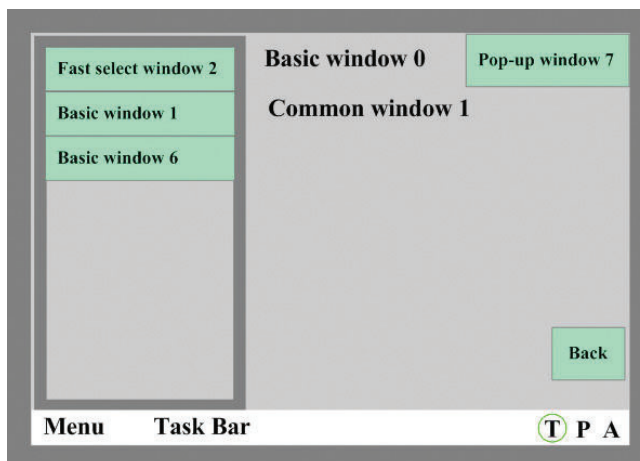 Fast select window 2
Basic window 1
Basic window 6
Basic window 0
Pop-up window 7
Common window 1
Back
Menu Task Bar T P A